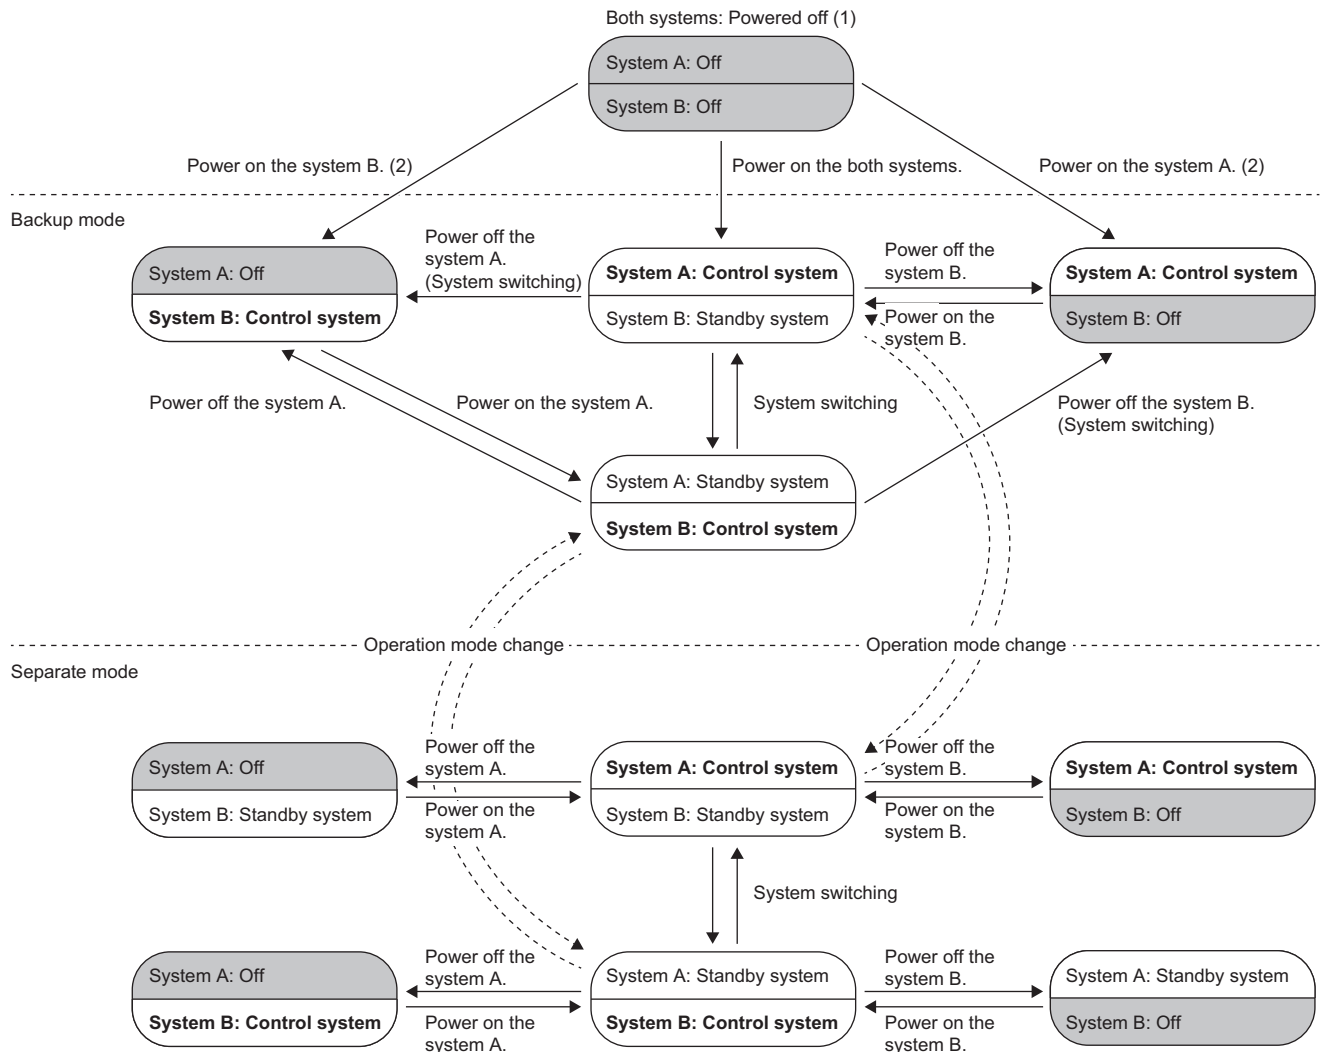 Both systems: Powered off (1)
System A: Off
System B: Off
Power on the system B. (2)
Power on the both systems.
Power on the system A. (2)
Backup mode
System A: Off
System B: Control system
Power off the
system A.
(System switching)
System A: Control system
System B: Standby system
Power off the
system B.
Power on the
system B.
System A: Control system
System B: Off
Power off the system A.
Power on the system A.
System switching
Power off the system B.
(System switching)
System A: Standby system
System B: Control system
Operation mode change
Operation mode change
Separate mode
System A: Off
System B: Standby system
Power off the
system A.
Power on the
system A.
System A: Control system
System B: Standby system
Power off the
system B.
Power on the
system B.
System A: Control system
System B: Off
System switching
System A: Off
System B: Control system
Power off the
system A.
Power on the
system A.
System A: Standby system
System B: Control system
Power off the
system B.
Power on the
system B.
System A: Standby system
System B: Off